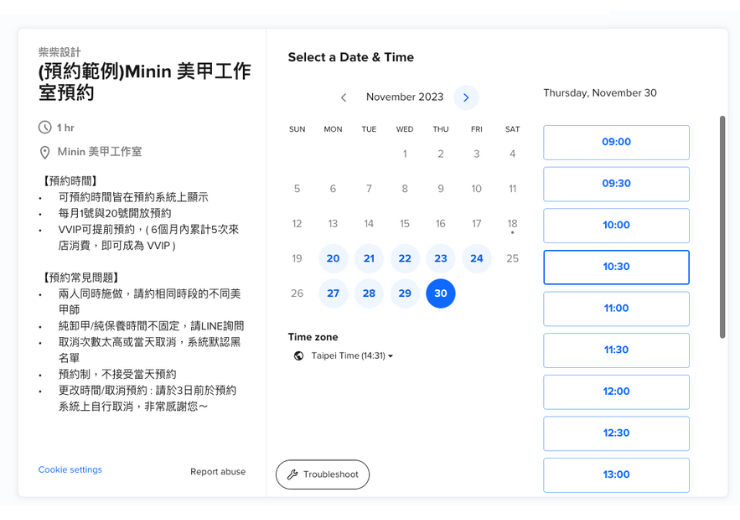 柴柴設計
(預約範例)Minin 美甲工作
室預約
1 hr
Minin 美甲工作室
【預約時間】
• 可預約時間皆在預約系統上顯示
• 每月1號與20號開放預約
• VVIP可提前預約，( 6個月內累計5次來
店消費，即可成為 VVIP )
【預約常見問題】
• 兩人同時施做，請約相同時段的不同美
甲師
• 純卸甲/純保養時間不固定，請LINE詢問
• 取消次數太高或當天取消，系統默認黑
名單
• 預約制，不接受當天預約
• 更改時間/取消預約 : 請於3日前於預約
系統上自行取消，非常感謝您～
Cookie settings
Report abuse
Select a Date & Time
November 2023
SUN MON TUE WED THU FRI SAT
1 2 3 4
5 6 7 8 9 10 11
12 13 14 15 16 17 18
19 20 21 22 23 24 25
26 27 28 29 30
Time zone
Taipei Time (14:31)
Troubleshoot
Thursday, November 30
09:00
09:30
10:00
10:30
11:00
11:30
12:00
12:30
13:00